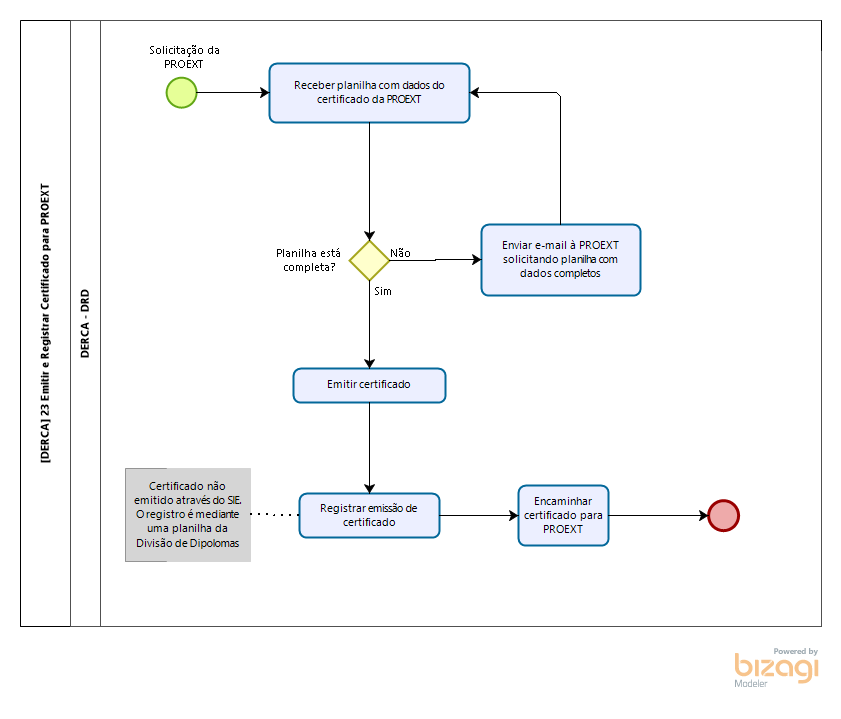 [DERCA] 23 Emitir e Registrar Certificado para PROEXT
DERCA - DRD
Solicitação da
PROEXT
Receber planilha com dados do
certificado da PROEXT
Planilha está
completa?
Não
Sim
Enviar e-mail à PROEXT
solicitando planilha com
dados completos
Emitir certificado
Certificado não
emitido através do SIE.
O registro é mediante
uma planilha da
Divisão de Dipolomas
Registrar emissão de
certificado
Encaminhar
certificado para
PROEXT
Powered by
bizagi
Modeler